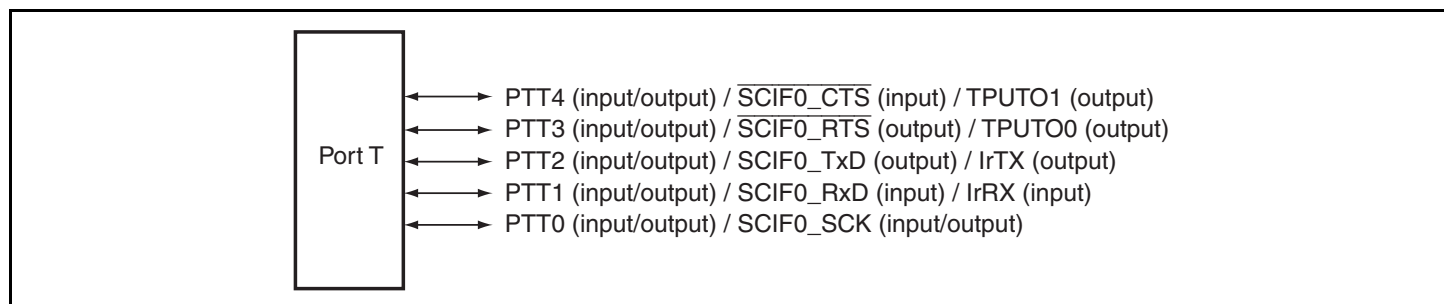 Port T
PTT4 (input/output) / SCIF0_CTS (input) / TPUTO1 (output)
PTT3 (input/output) / SCIF0_RTS (output) / TPUTO0 (output)
PTT2 (input/output) / SCIF0_TxD (output) / IrTX (output)
PTT1 (input/output) / SCIF0_RxD (input) / IrRX (input)
PTT0 (input/output) / SCIF0_SCK (input/output)